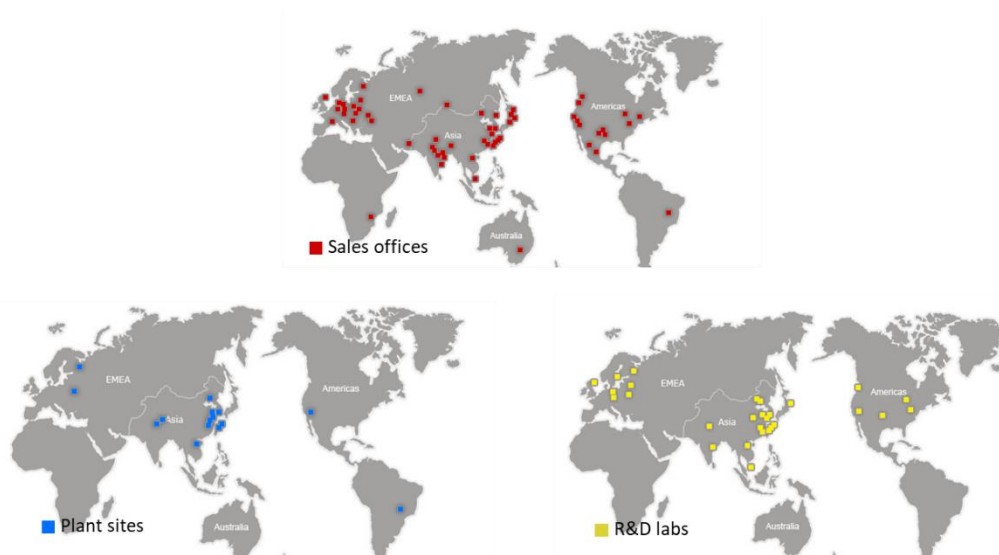 EMEA
Americas
Asia
Australia
Sales offices
EMEA
Americas
Asia
Australia
Plant sites
EMEA
Americas
Asia
Australia
R&D labs